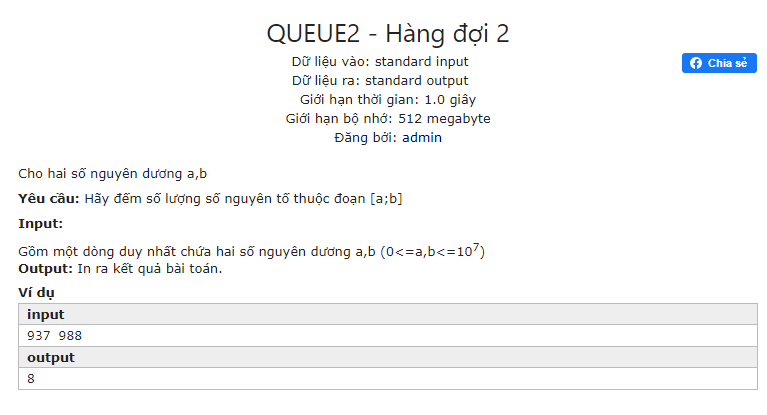 QUEUE2 - Hàng đợi 2
Dữ liệu vào: standard input
Chia sẻ
Dữ liệu ra: standard output
Giới hạn thời gian: 1.0 giây
Giới hạn bộ nhớ: 512 megabyte
Đăng bởi: admin
Cho hai số nguyên dương a,b
Yêu cầu: Hãy đếm số lượng số nguyên tố thuộc đoạn [a;b]
Input:
Gồm một dòng duy nhất chứa hai số nguyên dương a,b (0<=a,b<=10⁷)
Output: In ra kết quả bài toán.
Ví dụ
input
937 988
output
8